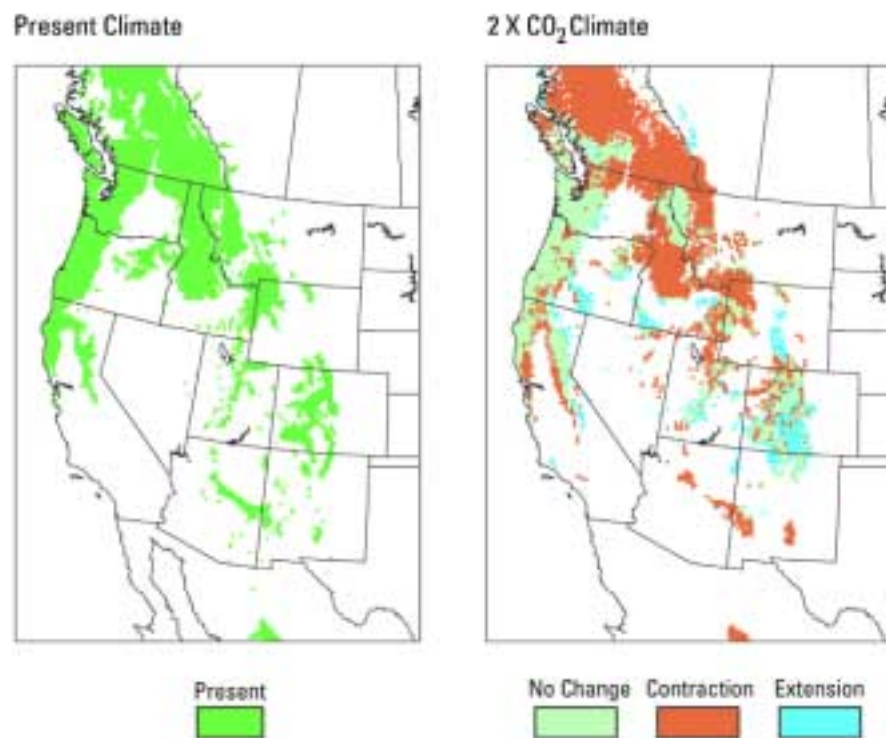 Present Climate
2 X CO₂ Climate
Present
No Change Contraction Extension